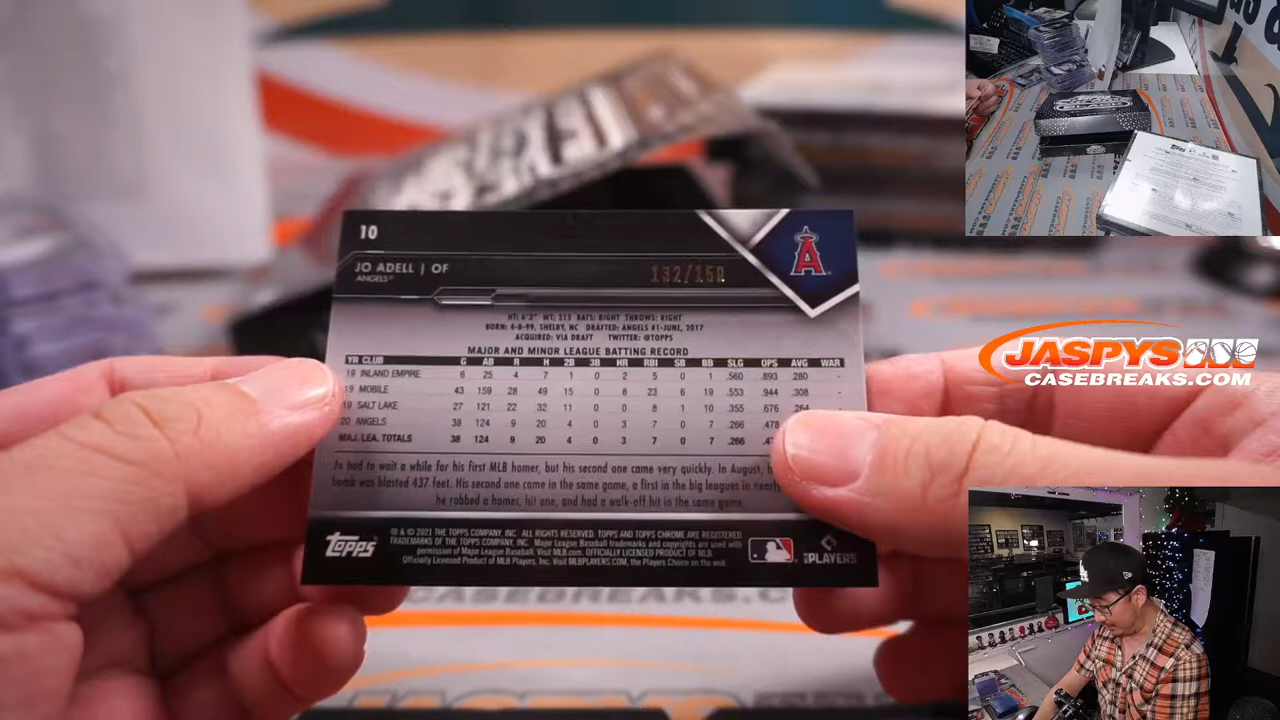 10
JO ADELL | OF
ANGELS
132/150
A
HT: 6'3" WT: 215 BATS: RIGHT THROWS: RIGHT
BORN: 4-8-99, SHELBY, NC DRAFTED: ANGELS #1-JUNE, 2017
ACQUIRED: VIA DRAFT TWITTER: @TOPPS
MAJOR AND MINOR LEAGUE BATTING RECORD
YR CLUB G AB R H 2B 3B HR RBI SB BB SLG OPS AVG WAR
19 INLAND EMPIRE 6 25 4 7 1 0 2 5 0 1 .560 .893 .280 -
19 MOBILE 43 159 28 49 15 0 8 23 6 19 .553 .944 .308 -
19 SALT LAKE 27 121 22 32 11 0 0 8 1 10 .355 .676 .264
20 ANGELS 38 124 9 20 4 0 3 7 0 7 .266 .478
MAJ. LEA. TOTALS 38 124 9 20 4 0 3 7 0 7 .266
Jo had to wait a while for his first MLB homer, but his second one came very quickly. In August,
bomb was blasted 437 feet. His second one came in the same game, a first in the big leagues in nearly
he robbed a homer, hit one, and had a walk-off hit in the same game.
topps
® & © 2021 THE TOPPS COMPANY, INC. ALL RIGHTS RESERVED. TOPPS AND TOPPS CHROME ARE REGISTERED
TRADEMARKS OF THE TOPPS COMPANY, INC. Major League Baseball trademarks and copyrights are used with
permission of Major League Baseball. Visit MLB.com. OFFICIALLY LICENSED PRODUCT OF MLB
Officially Licensed Product of MLB Players, Inc. Visit MLBPLAYERS.COM, the Players Choice on the web
PLAYERS
JASPYS
CASEBREAKS.COM